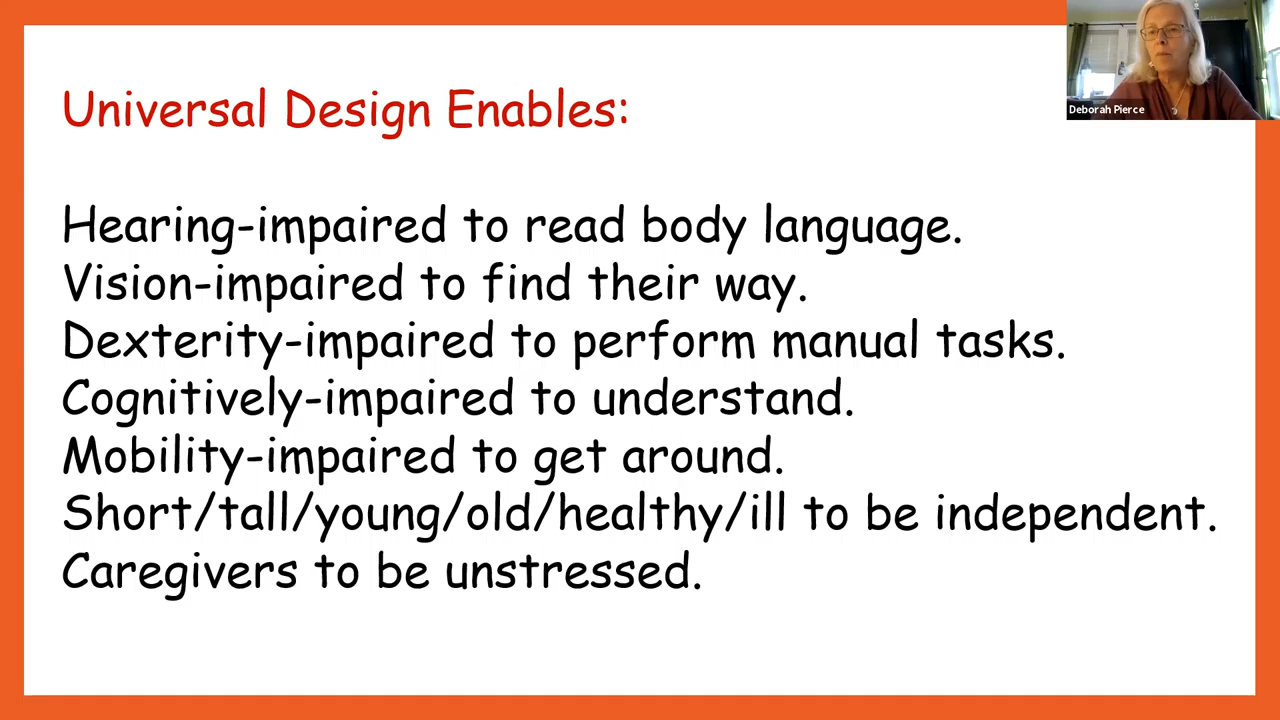 Deborah Pierce
Universal Design Enables:
Hearing-impaired to read body language.
Vision-impaired to find their way.
Dexterity-impaired to perform manual tasks.
Cognitively-impaired to understand.
Mobility-impaired to get around.
Short/tall/young/old/healthy/ill to be independent.
Caregivers to be unstressed.